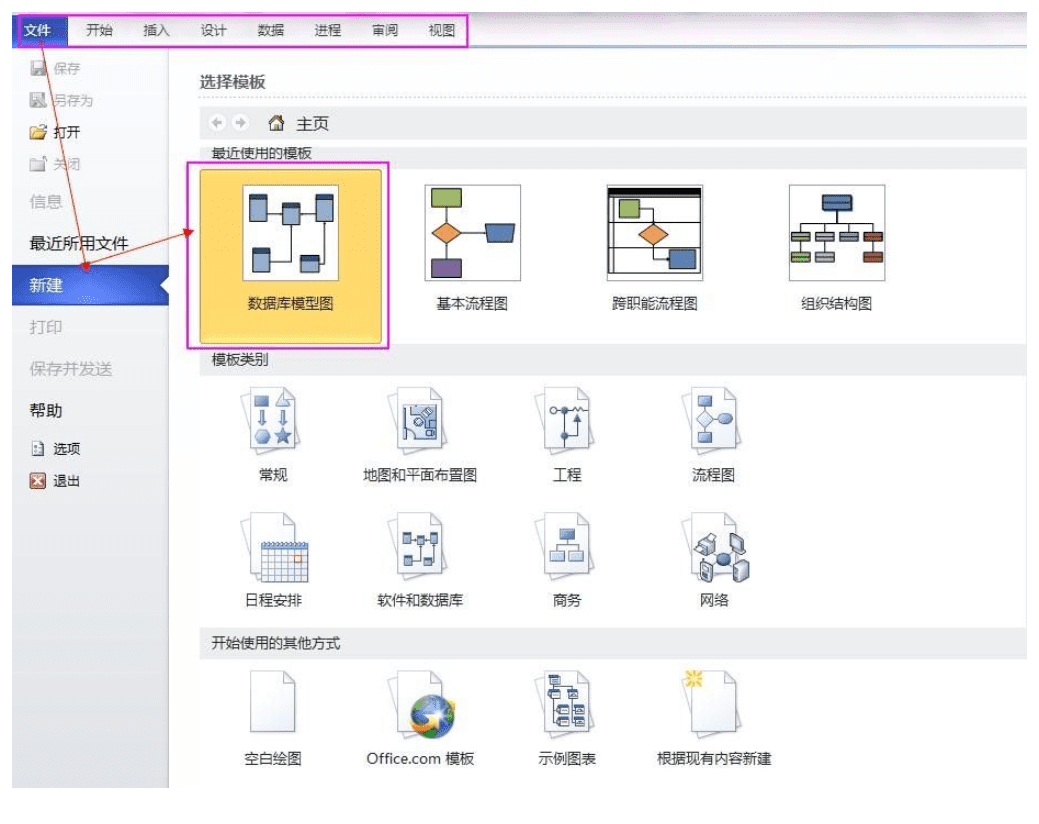 文件 开始 插入 设计 数据 进程 审阅 视图
保存
另存为
打开
关闭
信息
最近所用文件
新建
打印
保存并发送
帮助
选项
退出
选择模板
主页
最近使用的模板
数据库模型图 基本流程图 跨职能流程图 组织结构图
模板类别
常规 地图和平面布置图 工程 流程图
日程安排 软件和数据库 商务 网络
开始使用的其他方式
空白绘图 Office.com 模板 示例图表 根据现有内容新建